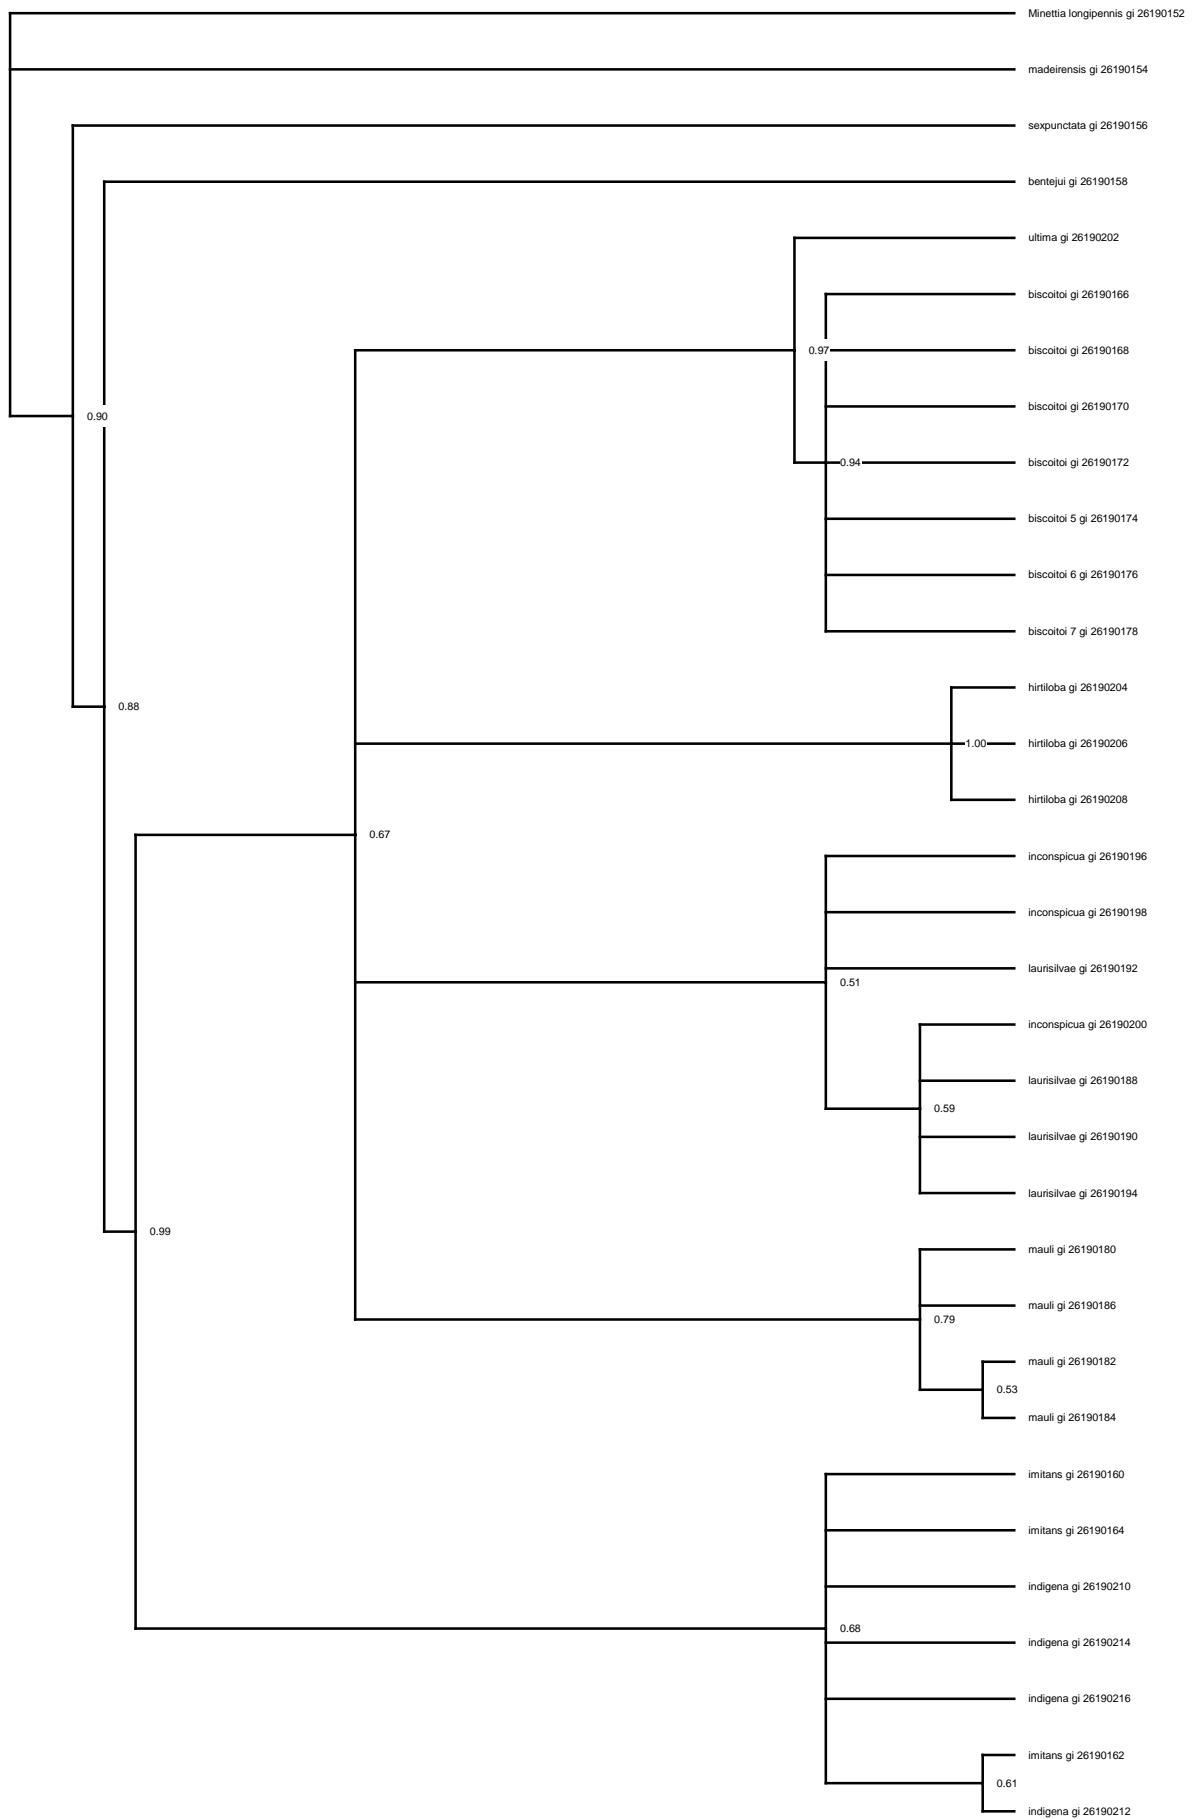 Minettia longipennis gi 26190152
madeirensis gi 26190154
sexpunctata gi 26190156
bentejui gi 26190158
ultima gi 26190202
biscoitoi gi 26190166
0.97
biscoitoi gi 26190168
biscoitoi gi 26190170
0.90
0.94
biscoitoi gi 26190172
biscoitoi 5 gi 26190174
biscoitoi 6 gi 26190176
biscoitoi 7 gi 26190178
hirtiloba gi 26190204
0.88
1.00
hirtiloba gi 26190206
hirtiloba gi 26190208
0.67
inconspicua gi 26190196
inconspicua gi 26190198
laurisilvae gi 26190192
0.51
inconspicua gi 26190200
laurisilvae gi 26190188
0.59
laurisilvae gi 26190190
laurisilvae gi 26190194
0.99
mauli gi 26190180
mauli gi 26190186
0.79
mauli gi 26190182
0.53
mauli gi 26190184
imitans gi 26190160
imitans gi 26190164
indigena gi 26190210
0.68
indigena gi 26190214
indigena gi 26190216
imitans gi 26190162
0.61
indigena gi 26190212